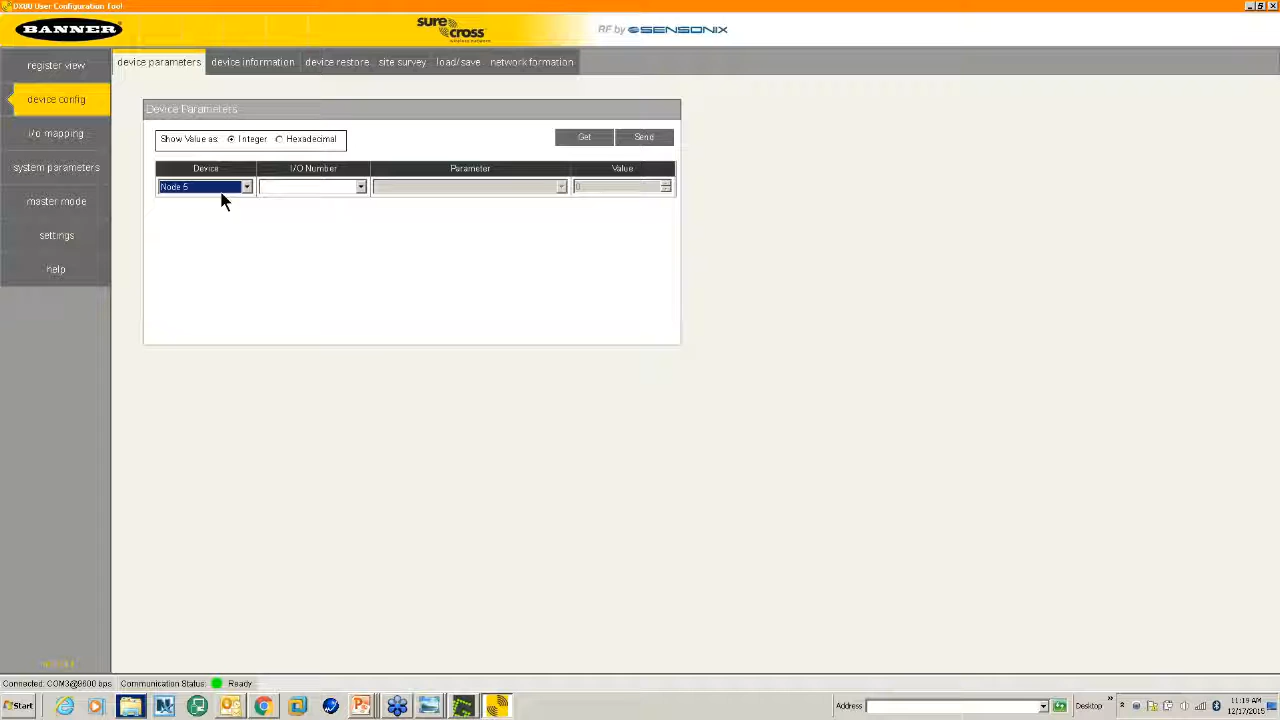 DX80 User Configuration Tool
BANNER
sure cross
wireless network
RF by SENSONIX
register view
device config
i/o mapping
system parameters
master mode
settings
help
device parameters
device information
device restore
site survey
load/save
network formation
Device Parameters
Show Value as: Integer Hexadecimal
Get
Send
Device
I/O Number
Parameter
Value
Node 5
0
Connected: COM3@9600 bps
Communication Status:
Ready
Start
Address
Desktop
11:19 AM
12/17/2015